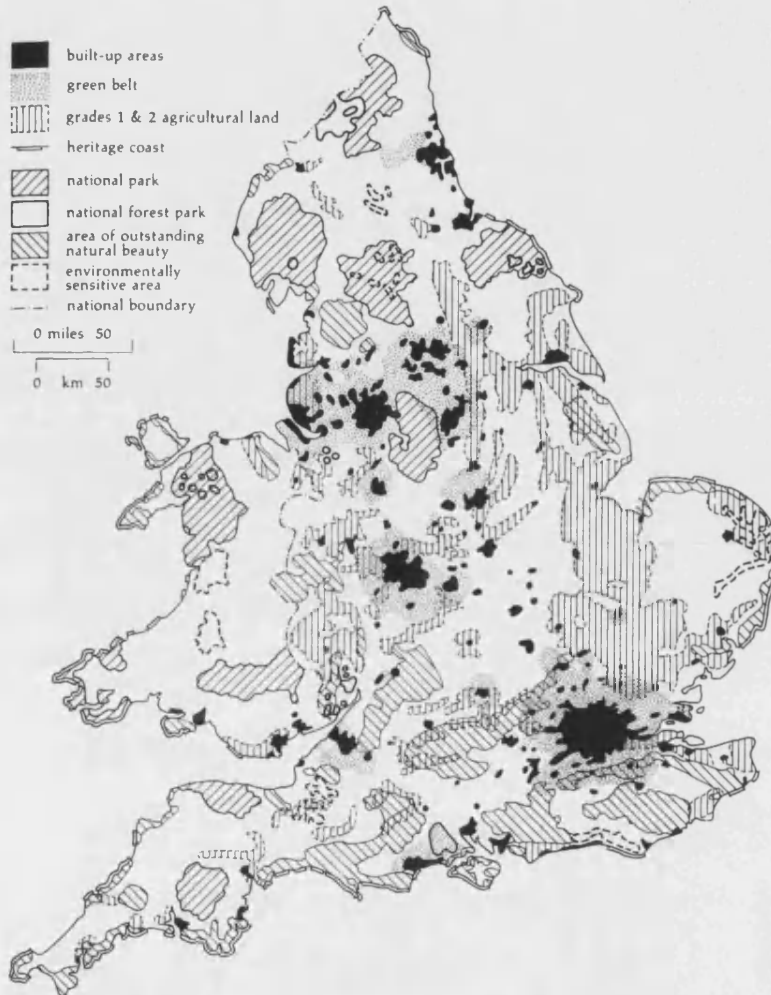 built-up areas
green belt
grades 1 & 2 agricultural land
heritage coast
national park
national forest park
area of outstanding
natural beauty
environmentally
sensitive area
national boundary
0 miles 50
0 km 50